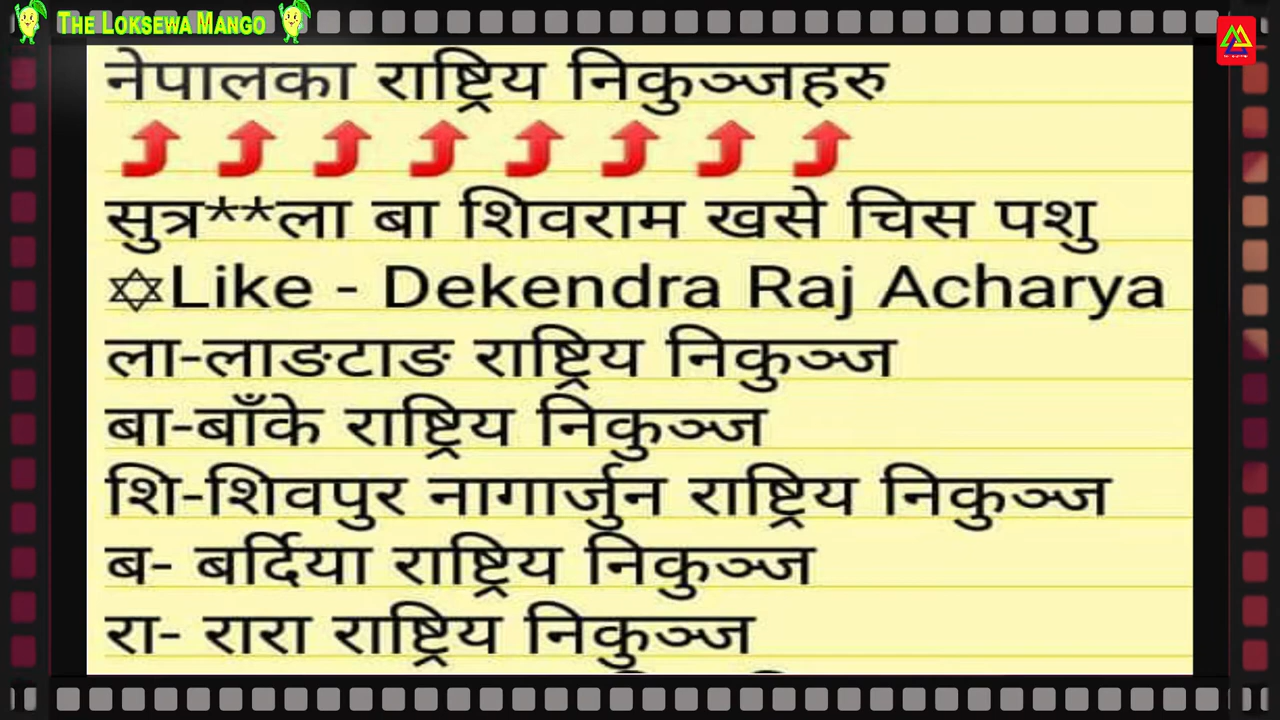 THE LOKSEWA MANGO
नेपालका राष्ट्रिय निकुञ्जहरु
सुत्र**ला बा शिवराम खसे चिस पशु
✡Like - Dekendra Raj Acharya
ला-लाङटाङ राष्ट्रिय निकुञ्ज
बा-बाँके राष्ट्रिय निकुञ्ज
शि-शिवपुर नागार्जुन राष्ट्रिय निकुञ्ज
ब- बर्दिया राष्ट्रिय निकुञ्ज
रा- रारा राष्ट्रिय निकुञ्ज